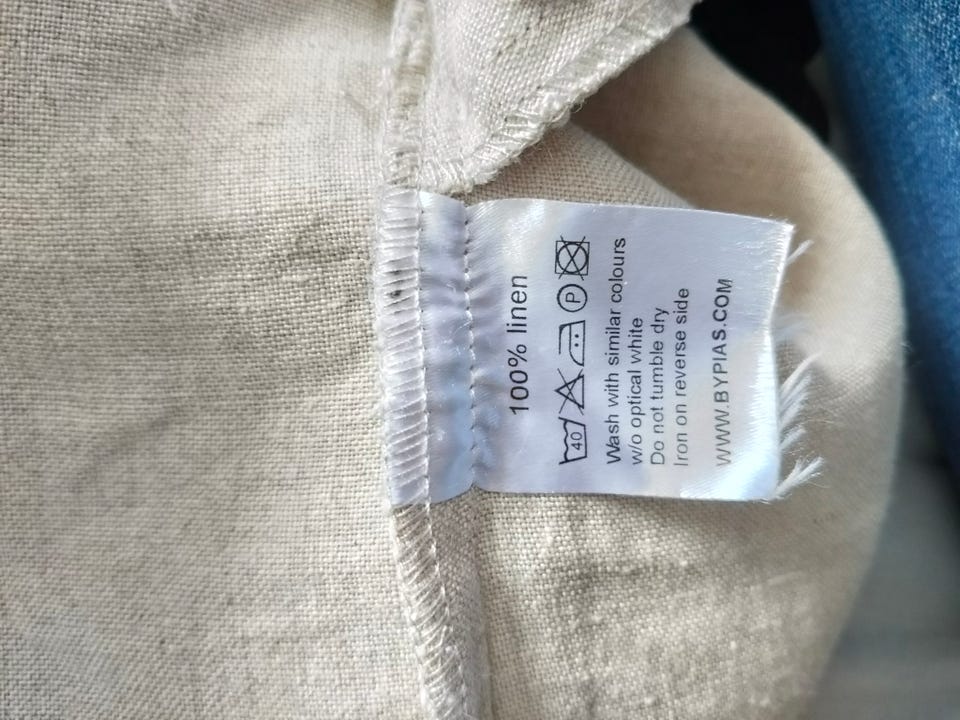 100% linen
40 P
Wash with similar colours
w/o optical white
Do not tumble dry
Iron on reverse side
WWW.BYPIAS.COM